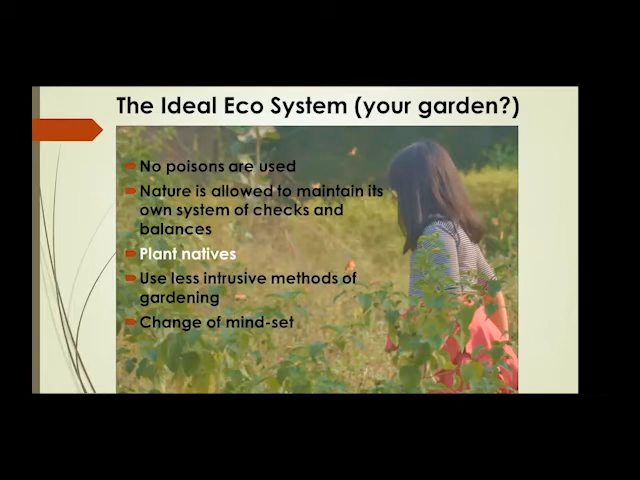 The Ideal Eco System (your garden?)
No poisons are used
Nature is allowed to maintain its
own system of checks and
balances
Plant natives
Use less intrusive methods of
gardening
Change of mind-set